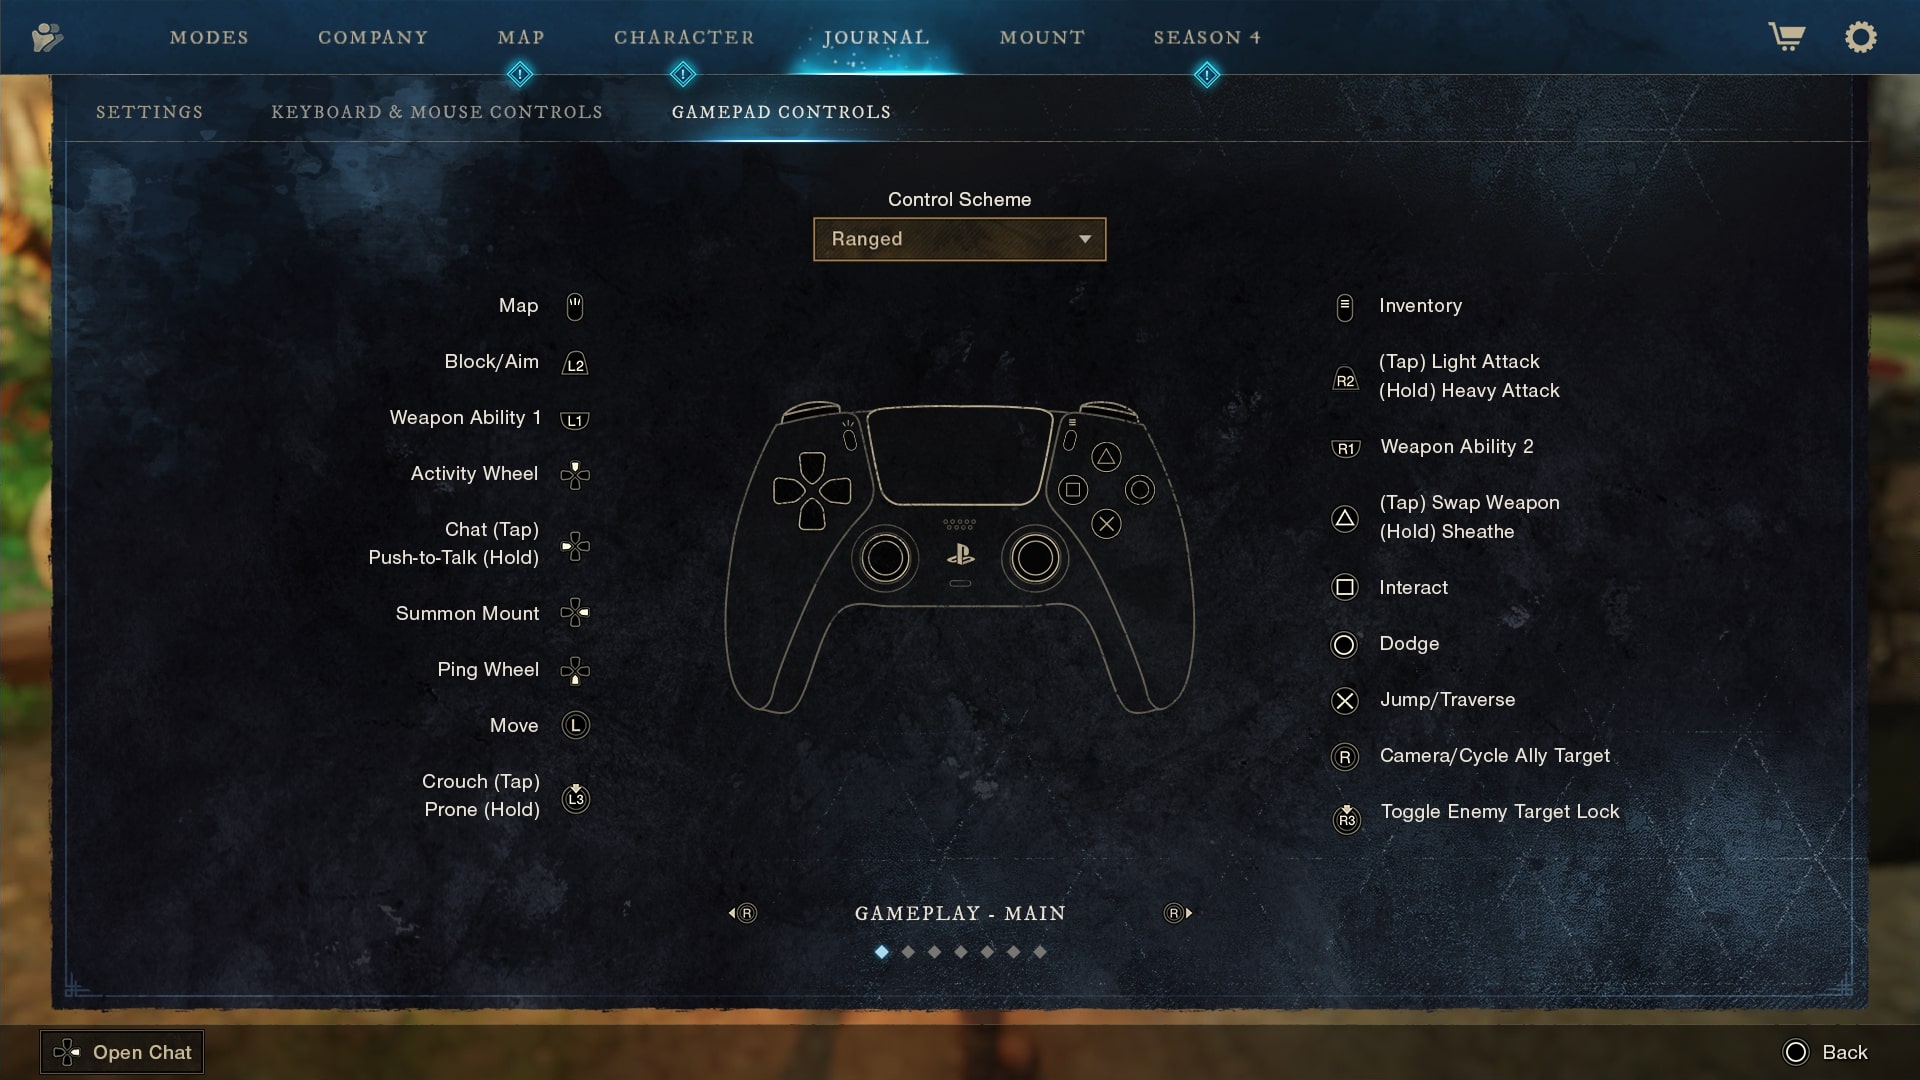 MODES COMPANY MAP CHARACTER JOURNAL MOUNT SEASON 4
SETTINGS KEYBOARD & MOUSE CONTROLS GAMEPAD CONTROLS
Control Scheme
Ranged
Map
Block/Aim
L2
Weapon Ability 1
L1
Activity Wheel
Chat (Tap)
Push-to-Talk (Hold)
Summon Mount
Ping Wheel
Move
L
Crouch (Tap)
Prone (Hold)
L3
Inventory
R2
(Tap) Light Attack
(Hold) Heavy Attack
R1
Weapon Ability 2
(Tap) Swap Weapon
(Hold) Sheathe
Interact
Dodge
Jump/Traverse
R
Camera/Cycle Ally Target
R3
Toggle Enemy Target Lock
R GAMEPLAY - MAIN R
Open Chat
Back